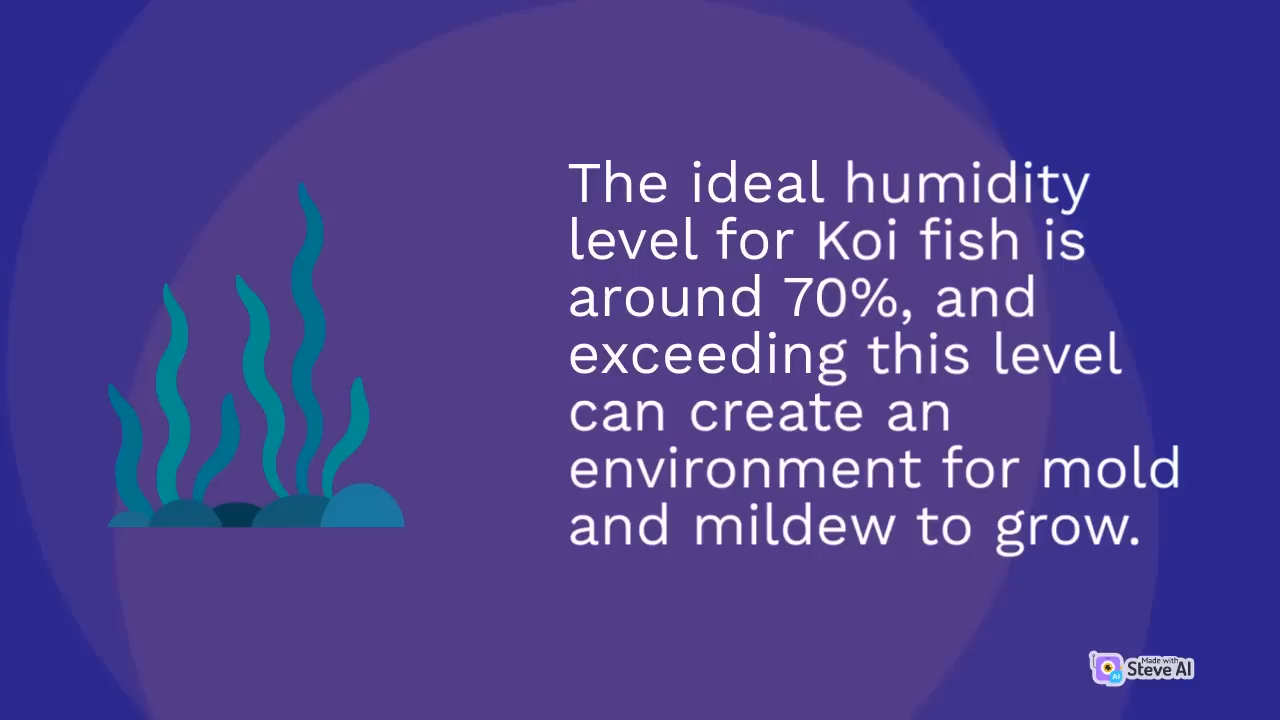 The ideal humidity
level for Koi fish is
around 70%, and
exceeding this level
can create an
environment for mold
and mildew to grow.
Made with
Steve AI
AI